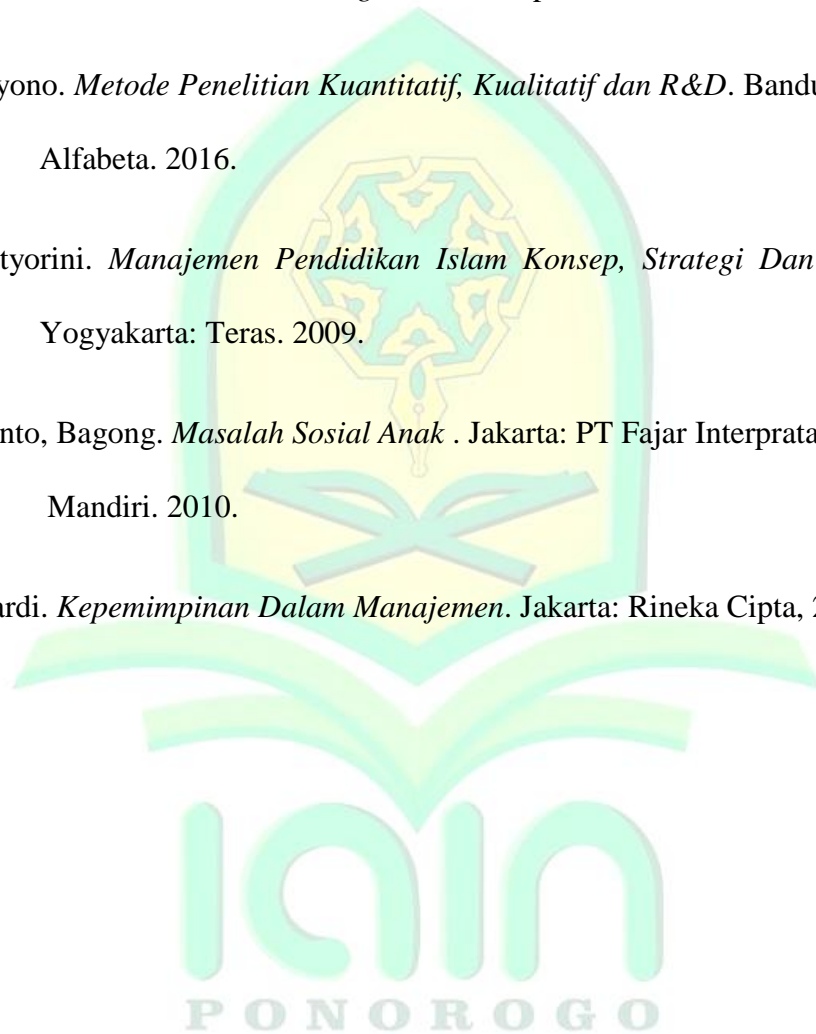 yono. Metode Penelitian Kuantitatif, Kualitatif dan R&D. Bandu
Alfabeta. 2016.
tyorini. Manajemen Pendidikan Islam Konsep, Strategi Dan
Yogyakarta: Teras. 2009.
nto, Bagong. Masalah Sosial Anak . Jakarta: PT Fajar Interprata
Mandiri. 2010.
ardi. Kepemimpinan Dalam Manajemen. Jakarta: Rineka Cipta, 2
iain
PONOROGO